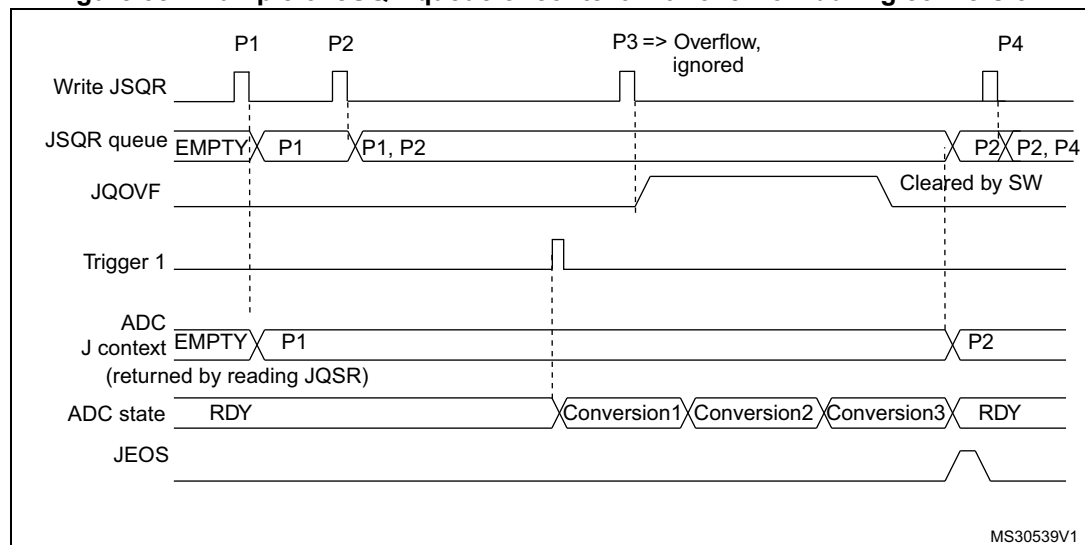 P1 P2 P3 => Overflow, ignored P4
Write JSQR
JSQR queue EMPTY P1 P1, P2 P2 P2, P4
JQOVF Cleared by SW
Trigger 1
ADC J context EMPTY P1 P2
(returned by reading JQSR)
ADC state RDY Conversion1 Conversion2 Conversion3 RDY
JEOS
MS30539V1